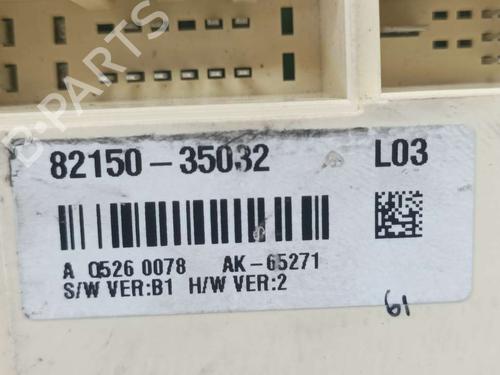 B-PARTS
82150-35032 L03
A 0526 0078 AK-65271
S/W VER:B1 H/W VER:2
61